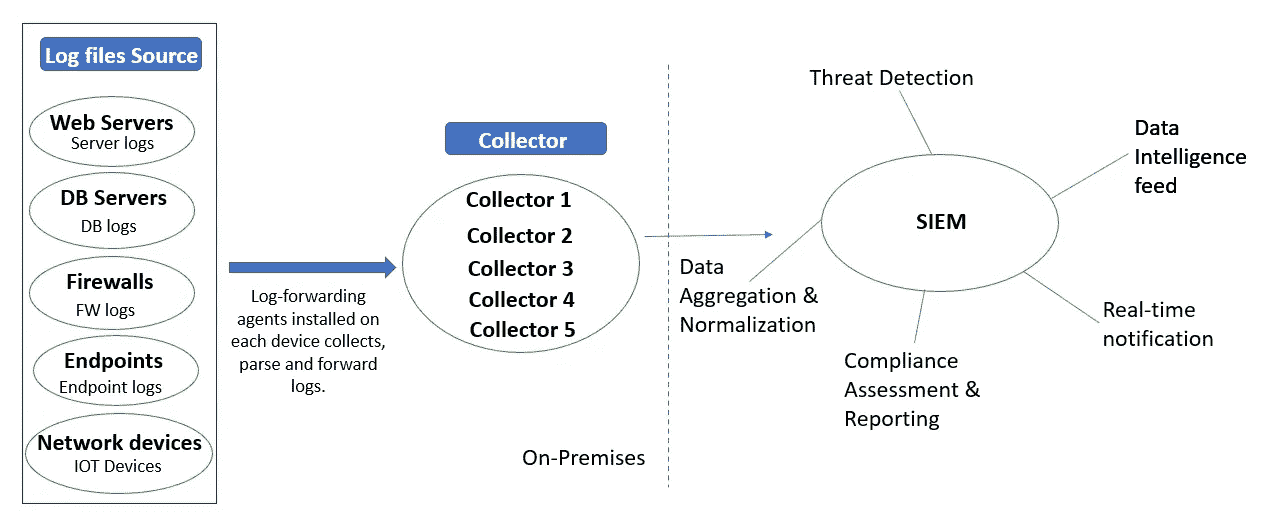 Log files Source
Web Servers
Server logs
DB Servers
DB logs
Firewalls
FW logs
Endpoints
Endpoint logs
Network devices
IOT Devices
Log-forwarding
agents installed on
each device collects,
parse and forward
logs.
Collector
Collector 1
Collector 2
Collector 3
Collector 4
Collector 5
On-Premises
Threat Detection
Data
Intelligence
feed
SIEM
Data
Aggregation &
Normalization
Real-time
notification
Compliance
Assessment &
Reporting